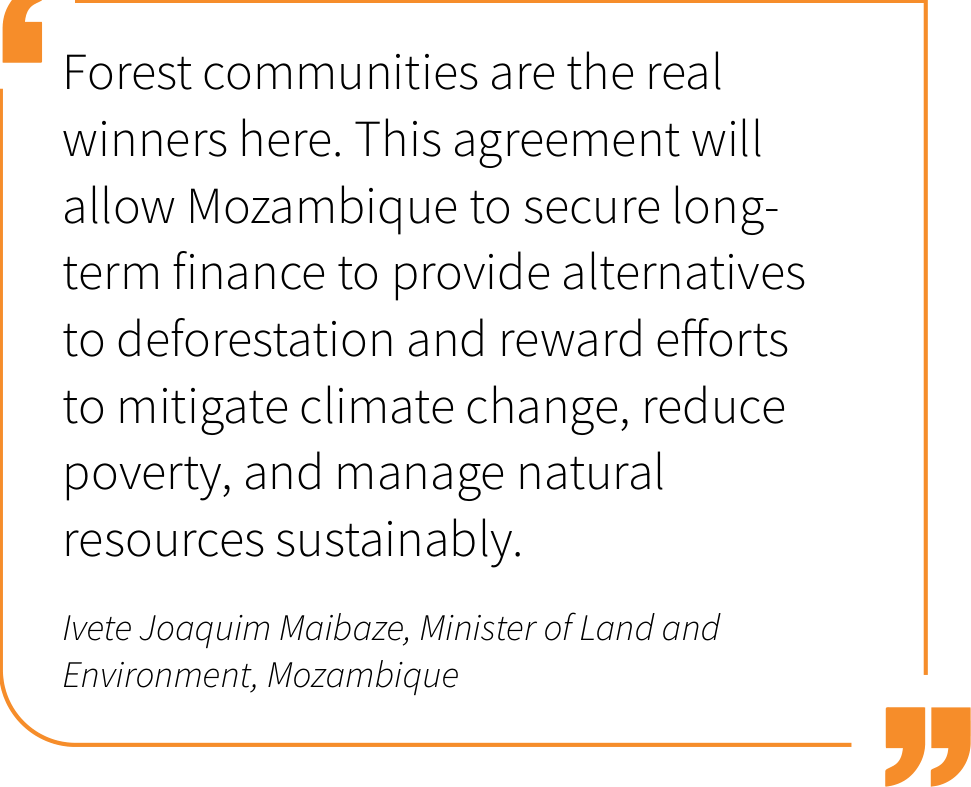 Forest communities are the real
winners here. This agreement will
allow Mozambique to secure long-
term finance to provide alternatives
to deforestation and reward efforts
to mitigate climate change, reduce
poverty, and manage natural
resources sustainably.
Ivete Joaquim Maibaze, Minister of Land and
Environment, Mozambique